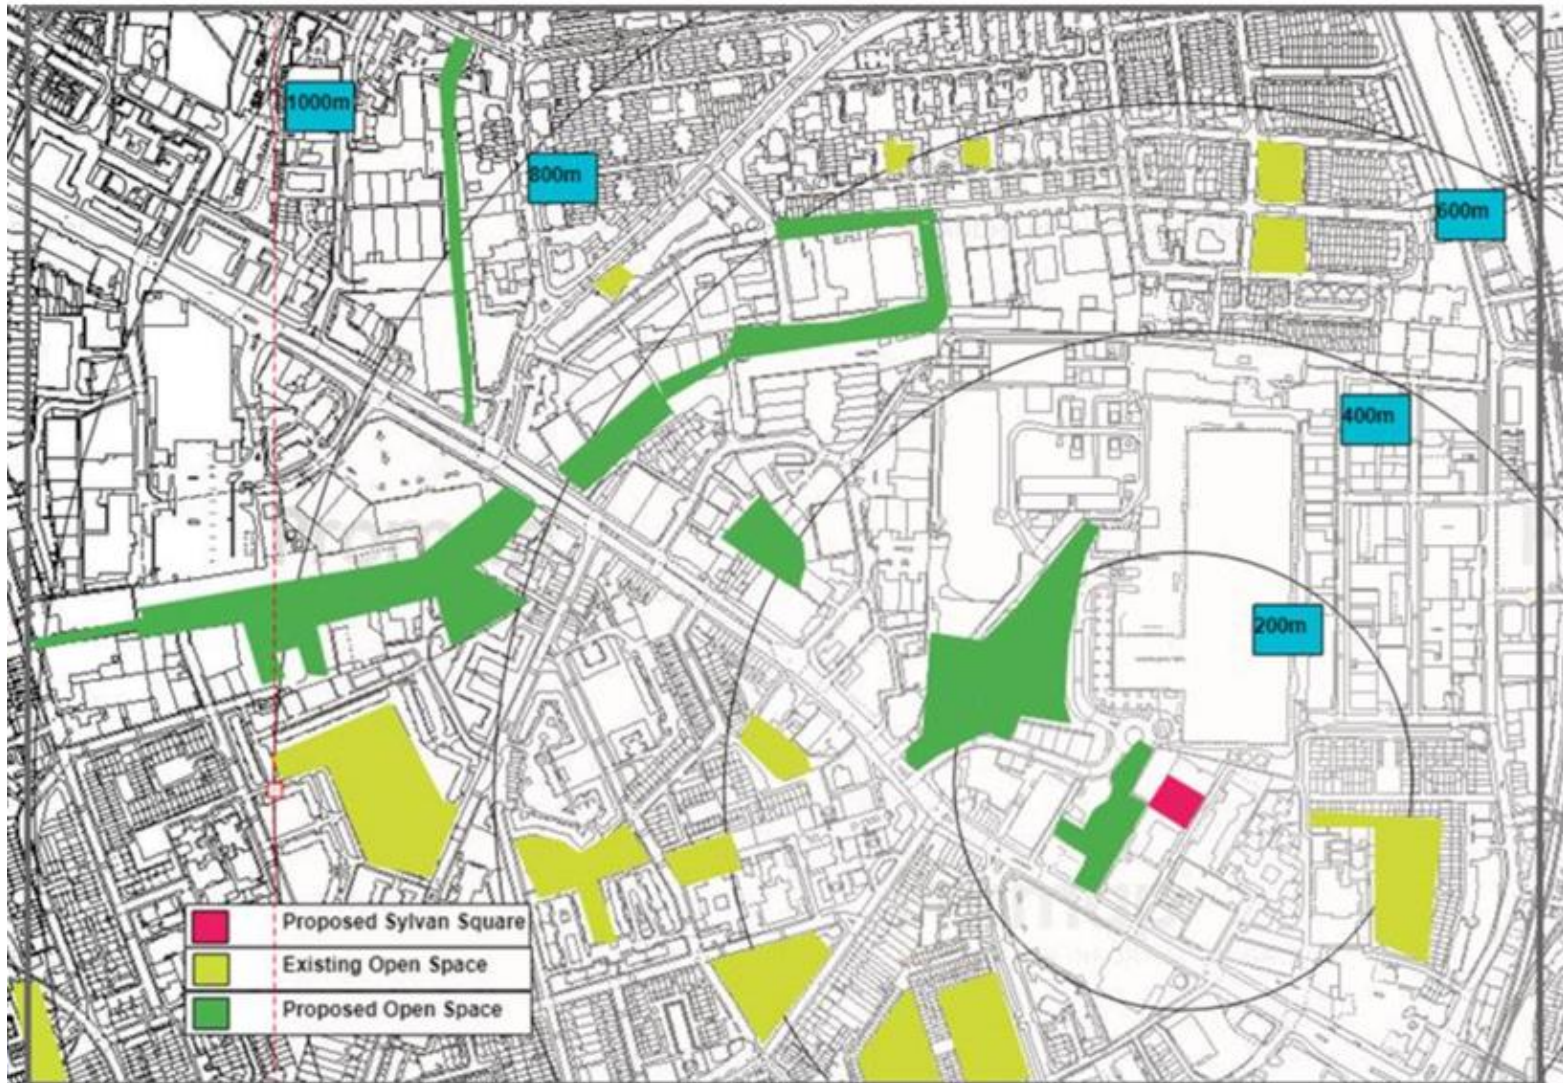 1000m
800m
600m
400m
200m
Proposed Sylvan Square
Existing Open Space
Proposed Open Space